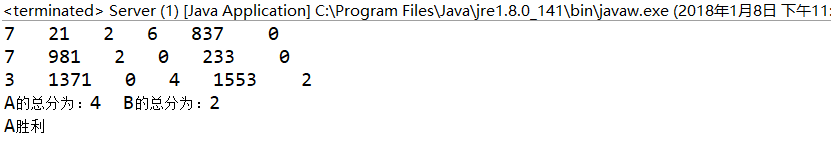 <terminated> Server (1) [Java Application] C:\Program Files\Java\jre1.8.0_141\bin\javaw.exe (2018年1月8日 下午11:
7 21 2 6 837 0
7 981 2 0 233 0
3 1371 0 4 1553 2
A的总分为：4 B的总分为：2
A胜利